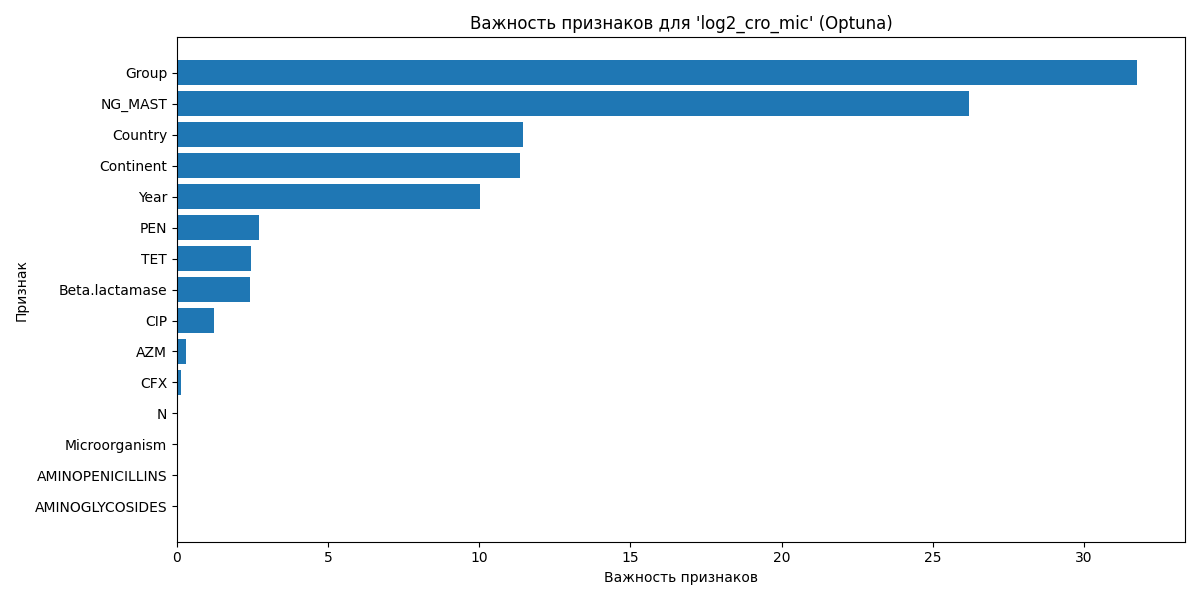 Важность признаков для 'log2_cro_mic' (Optuna)
Признак
Group
NG_MAST
Country
Continent
Year
PEN
TET
Beta.lactamase
CIP
AZM
CFX
N
Microorganism
AMINOPENICILLINS
AMINOGLYCOSIDES
0 5 10 15 20 25 30
Важность признаков